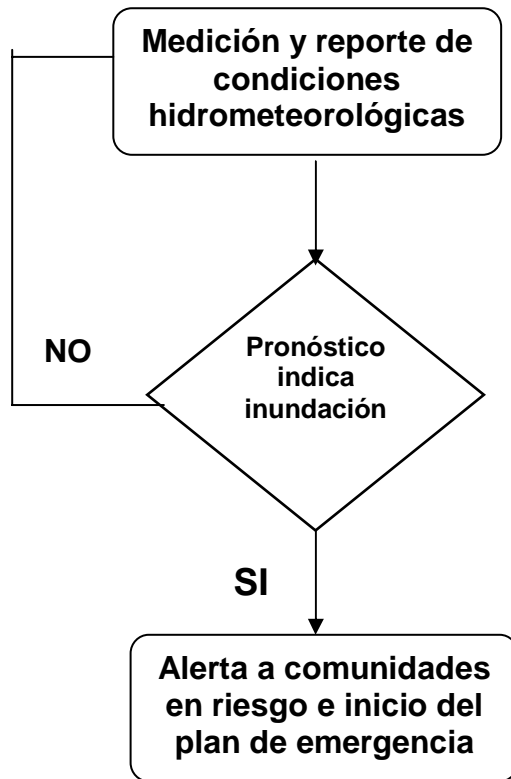 Medición y reporte de
condiciones
hidrometeorológicas
NO
Pronóstico
indica
inundación
SI
Alerta a comunidades
en riesgo e inicio del
plan de emergencia